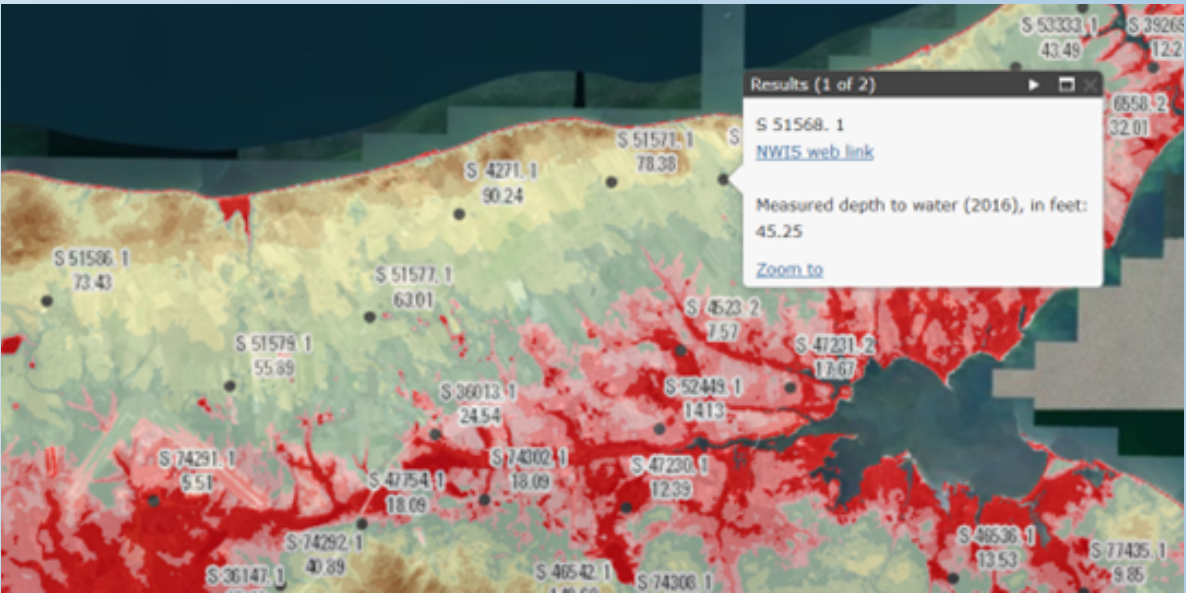 S 53333. 1
43.49
S 39269
12.2
Results (1 of 2)
S 51568. 1
NWIS web link
Measured depth to water (2016), in feet:
45.25
Zoom to
6558. 2
32.01
S 51571. 1
78.38
S
S 4271. 1
90.24
S 51586. 1
73.43
S 51577. 1
63.01
S 4523 2
7.57
S 51579. 1
55.89
S 47231. 2
17.67
S 36013. 1
24.54
S 52449. 1
14.13
S 74291. 1
5.51
S 47754. 1
18.09
S 74302. 1
18.09
S 47230. 1
12.39
S 74292. 1
40.89
S 46536. 1
13.53
S 77435. 1
9.85
S 36147. 1
S 46542. 1
S 74308. 1